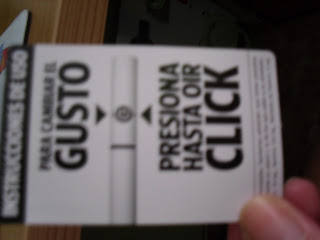 INSTRUCCIONES DE USO
PARA CAMBIAR EL
GUSTO
PRESIONA
HASTA OIR
CLICK